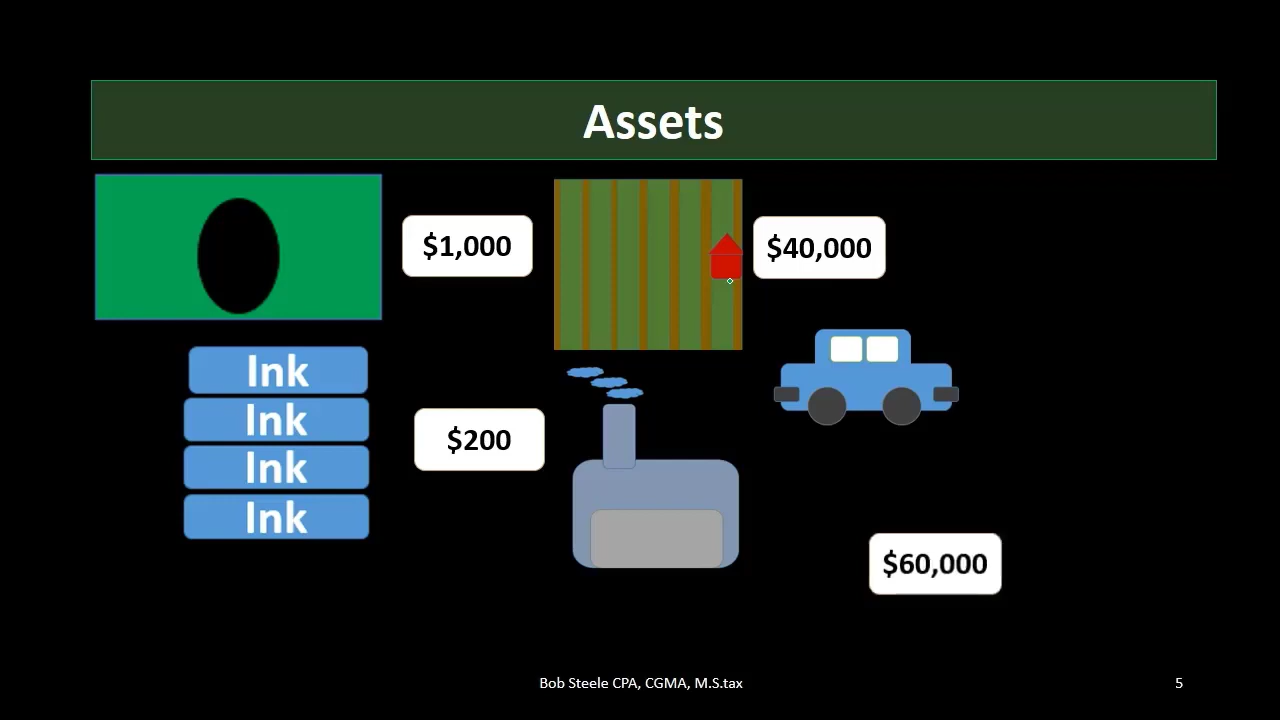 Assets
$1,000
$40,000
Ink
Ink
Ink
Ink
$200
$60,000
Bob Steele CPA, CGMA, M.S.tax
5